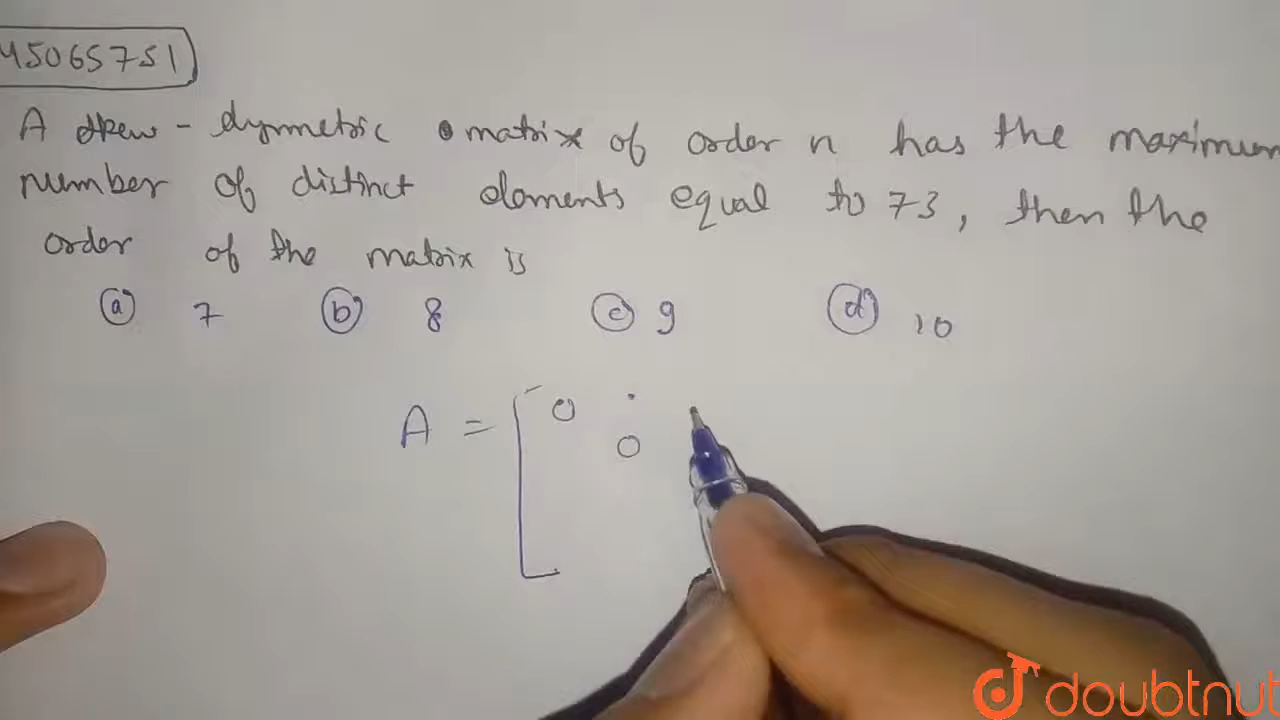 45065751
A skew-symmetric matrix of order n has the maximum
number of distinct elements equal to 73, then the
order of the matrix is
(a) 7 (b) 8 (c) 9 (d) 10
A = [ 0 .
0
doubtnut